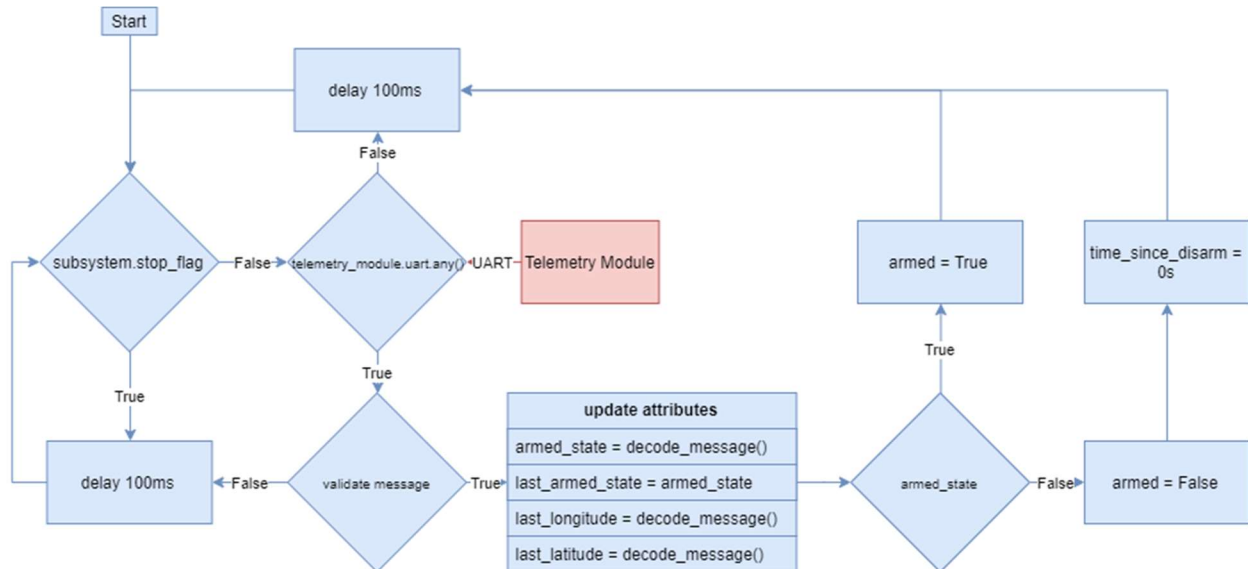 Start
delay 100ms
False
subsystem.stop_flag
False
telemetry_module.uart.any()
UART
Telemetry Module
armed = True
time_since_disarm =
0s
True
True
True
update attributes
armed_state = decode_message()
last_armed_state = armed_state
last_longitude = decode_message()
last_latitude = decode_message()
delay 100ms
False
validate message
True
armed_state
False
armed = False